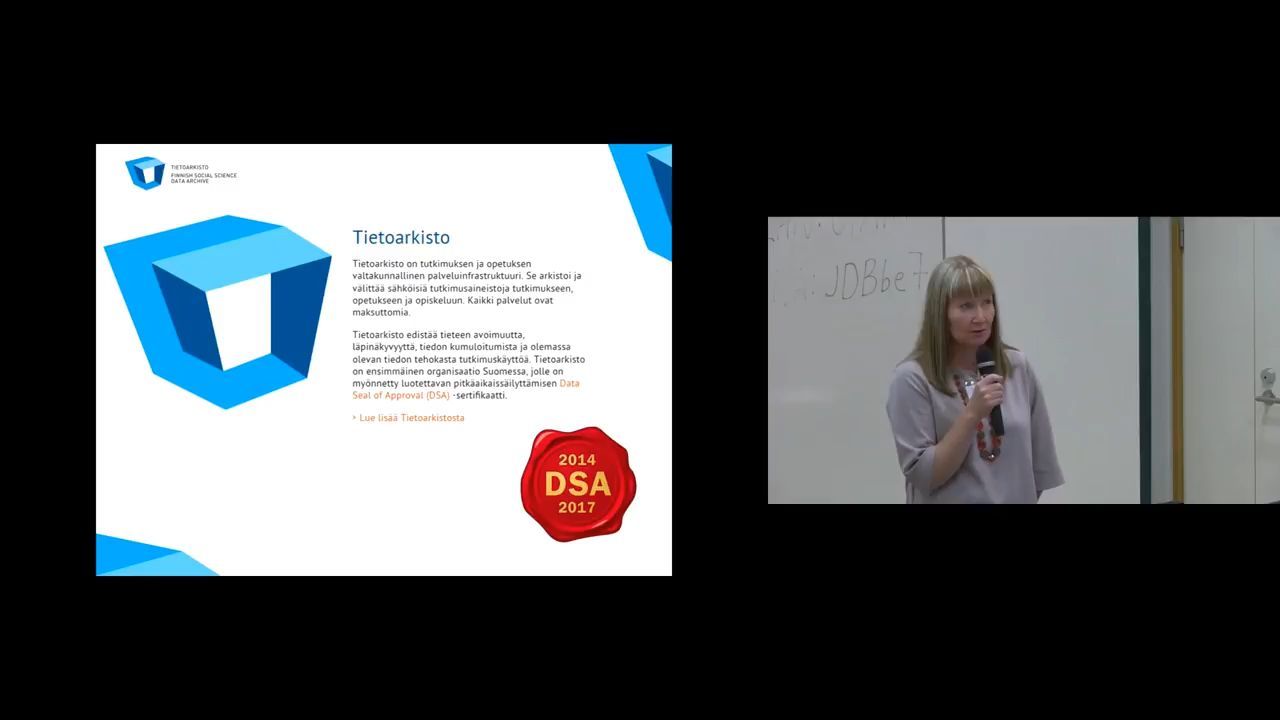 TIETOARKISTO
FINNISH SOCIAL SCIENCE
DATA ARCHIVE
Tietoarkisto
Tietoarkisto on tutkimuksen ja opetuksen
valtakunnallinen palveluinfrastruktuuri. Se arkistoi ja
välittää sähköisiä tutkimusaineistoja tutkimukseen,
opetukseen ja opiskeluun. Kaikki palvelut ovat
maksuttomia.
Tietoarkisto edistää tieteen avoimuutta,
läpinäkyvyyttä, tiedon kumuloitumista ja olemassa
olevan tiedon tehokasta tutkimuskäyttöä. Tietoarkisto
on ensimmäinen organisaatio Suomessa, jolle on
myönnetty luotettavan pitkäaikaissäilyttämisen Data
Seal of Approval (DSA) -sertifikaatti.
› Lue lisää Tietoarkistosta
2014
DSA
2017
JDB6e7